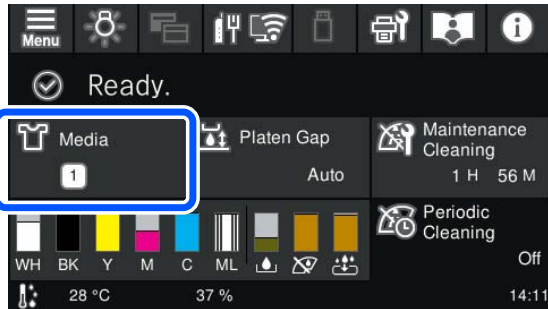 Menu
Ready.
Media
1
Platen Gap
Auto
Maintenance
Cleaning
1 H 56 M
Periodic
Cleaning
Off
WH BK Y M C ML
28 °C 37 % 14:11